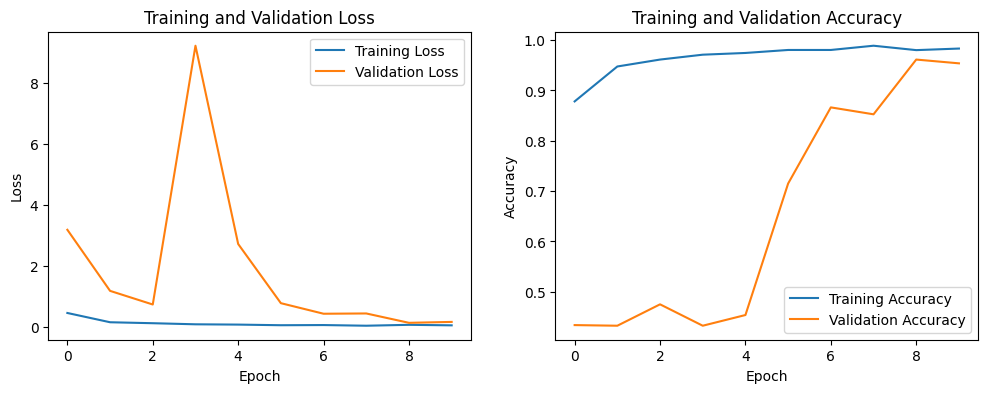 Training and Validation Loss
Training Loss
Validation Loss
8
6
4
2
0
Loss
0 2 4 6 8
Epoch
Training and Validation Accuracy
1.0
0.9
0.8
0.7
0.6
0.5
Accuracy
Training Accuracy
Validation Accuracy
0 2 4 6 8
Epoch